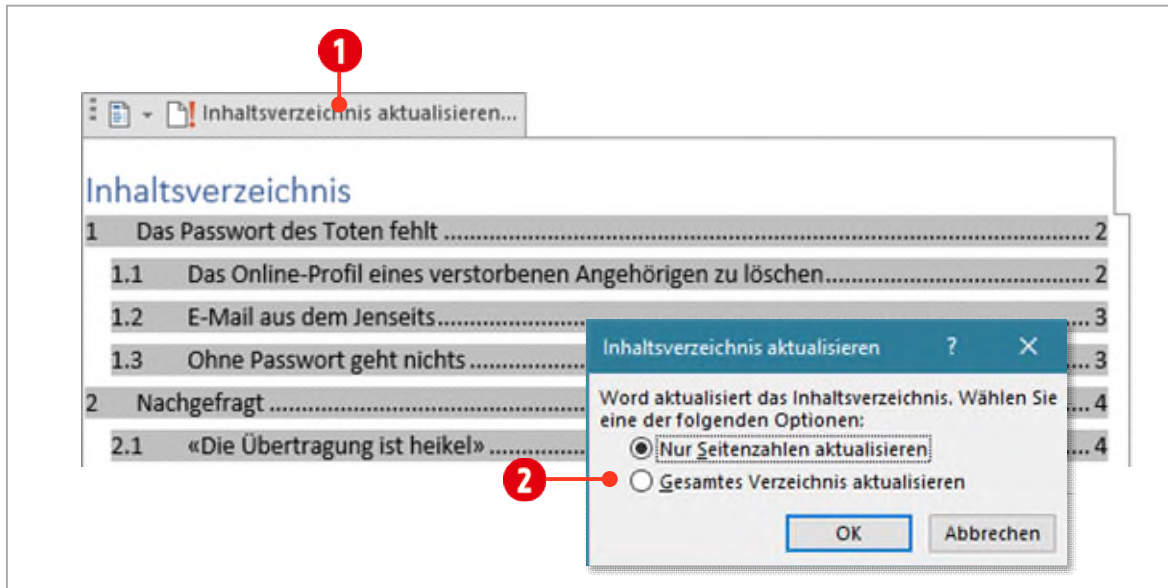 1
Inhaltsverzeichnis aktualisieren...
Inhaltsverzeichnis
1 Das Passwort des Toten fehlt ........ 2
1.1 Das Online-Profil eines verstorbenen Angehörigen zu löschen ........ 2
1.2 E-Mail aus dem Jenseits ........ 3
1.3 Ohne Passwort geht nichts ........ 3
2 Nachgefragt ........ 4
2.1 «Die Übertragung ist heikel» ........ 4
Inhaltsverzeichnis aktualisieren ? ×
Word aktualisiert das Inhaltsverzeichnis. Wählen Sie
eine der folgenden Optionen:
Nur Seitenzahlen aktualisieren
2
Gesamtes Verzeichnis aktualisieren
OK Abbrechen